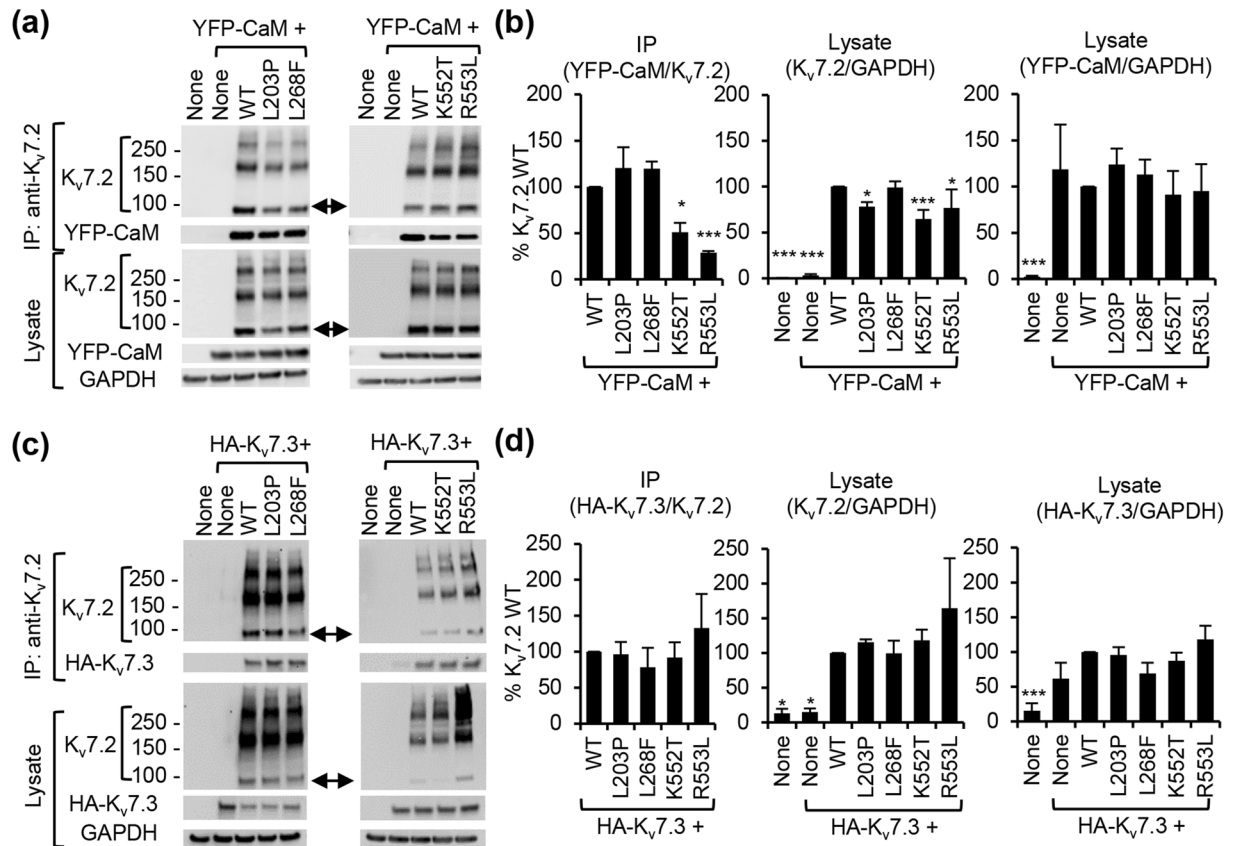 (a)
YFP-CaM +
YFP-CaM +
None
None
WT
L203P
L268F
None
None
WT
K552T
R553L
IP: anti-Kv7.2
Kv7.2
250 -
150 -
100 -
YFP-CaM
Lysate
Kv7.2
250 -
150 -
100 -
YFP-CaM
GAPDH
(b)
IP
(YFP-CaM/Kv7.2)
% Kv7.2 WT
200
150
100
50
0
*
***
WT
L203P
L268F
K552T
R553L
YFP-CaM +
Lysate
(Kv7.2/GAPDH)
200
150
100
50
0
*** ***
*
***
*
None
None
WT
L203P
L268F
K552T
R553L
YFP-CaM +
Lysate
(YFP-CaM/GAPDH)
200
150
100
50
0
***
None
None
WT
L203P
L268F
K552T
R553L
YFP-CaM +
(c)
HA-Kv7.3+
HA-Kv7.3+
None
None
WT
L203P
L268F
None
None
WT
K552T
R553L
IP: anti-Kv7.2
Kv7.2
250 -
150 -
100 -
HA-Kv7.3
Lysate
Kv7.2
250 -
150 -
100 -
HA-Kv7.3
GAPDH
(d)
IP
(HA-Kv7.3/Kv7.2)
% Kv7.2 WT
250
200
150
100
50
0
WT
L203P
L268F
K552T
R553L
HA-Kv7.3 +
Lysate
(Kv7.2/GAPDH)
250
200
150
100
50
0
* *
None
None
WT
L203P
L268F
K552T
R553L
HA-Kv7.3 +
Lysate
(HA-Kv7.3/GAPDH)
250
200
150
100
50
0
***
None
None
WT
L203P
L268F
K552T
R553L
HA-Kv7.3 +